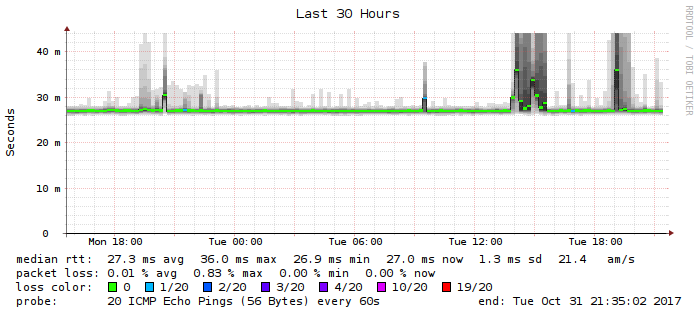 Last 30 Hours
RRDTOOL / TOBI OETIKER
Seconds
40 m
30 m
20 m
10 m
0
Mon 18:00 Tue 00:00 Tue 06:00 Tue 12:00 Tue 18:00
median rtt: 27.3 ms avg 36.0 ms max 26.9 ms min 27.0 ms now 1.3 ms sd 21.4 am/s
packet loss: 0.01 % avg 0.83 % max 0.00 % min 0.00 % now
loss color: 0 1/20 2/20 3/20 4/20 10/20 19/20
probe: 20 ICMP Echo Pings (56 Bytes) every 60s end: Tue Oct 31 21:35:02 2017